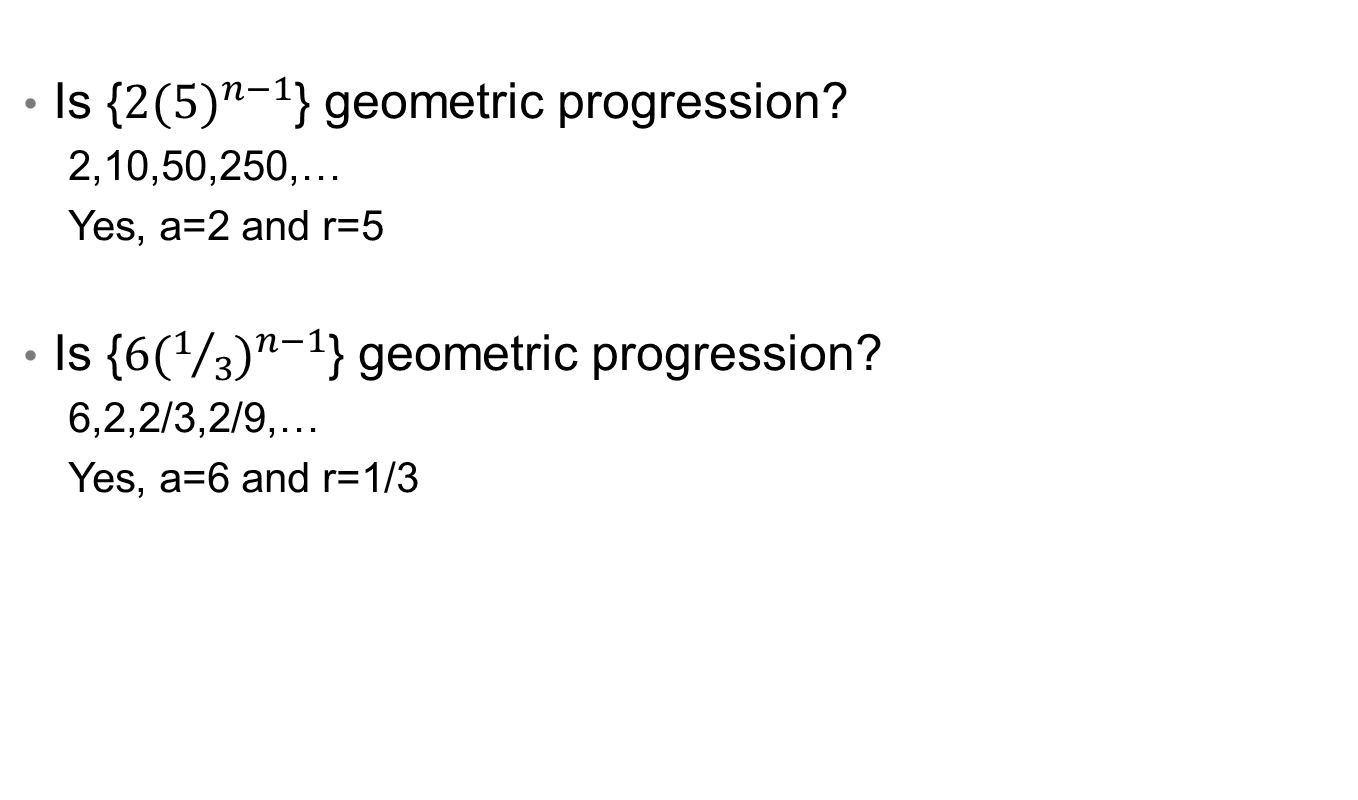 • Is {2(5)ⁿ⁻¹} geometric progression?
2,10,50,250,…
Yes, a=2 and r=5
• Is {6(¹/₃)ⁿ⁻¹} geometric progression?
6,2,2/3,2/9,…
Yes, a=6 and r=1/3